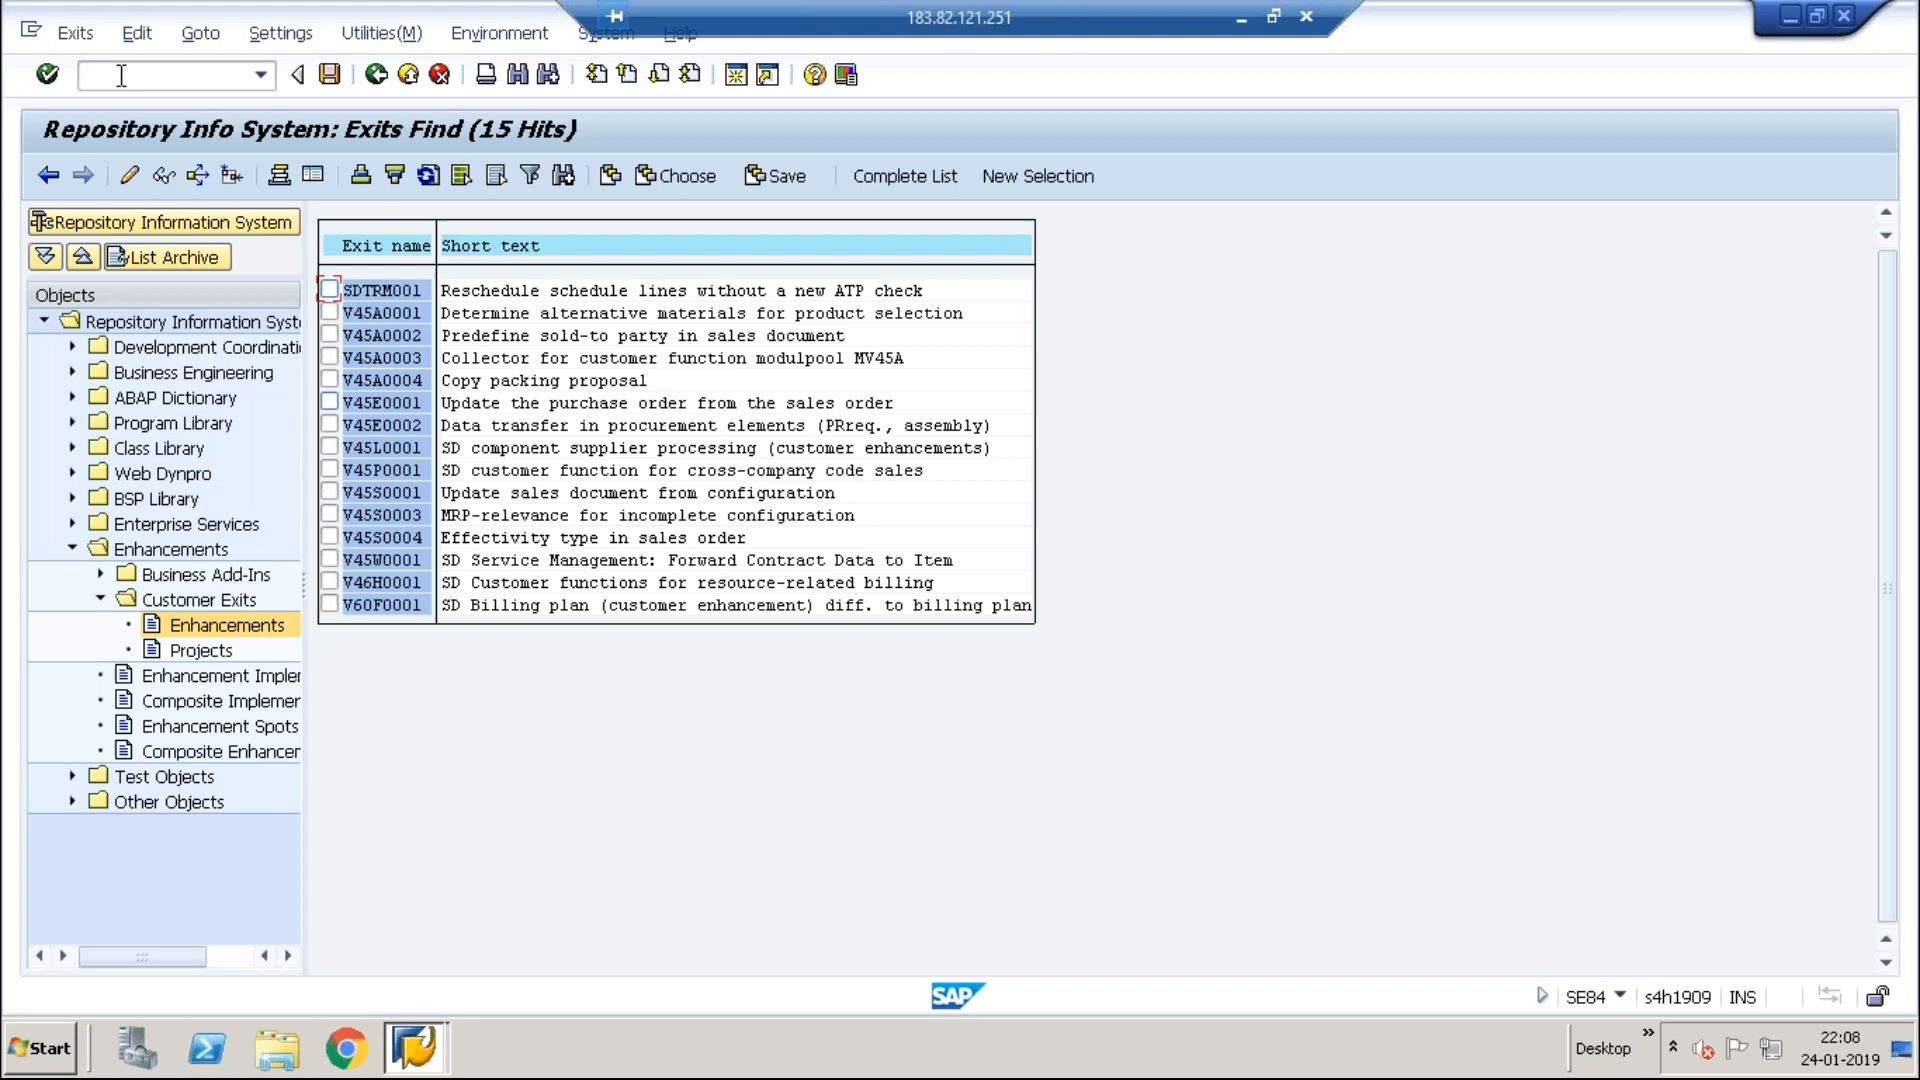 183.82.121.251
Exits Edit Goto Settings Utilities(M) Environment System Help
Repository Info System: Exits Find (15 Hits)
Choose Save Complete List New Selection
Repository Information System
List Archive
Objects
Repository Information Syst
Development Coordinati
Business Engineering
ABAP Dictionary
Program Library
Class Library
Web Dynpro
BSP Library
Enterprise Services
Enhancements
Business Add-Ins
Customer Exits
Enhancements
Projects
Enhancement Impler
Composite Implemer
Enhancement Spots
Composite Enhancer
Test Objects
Other Objects
Exit name Short text
SDTRM001 Reschedule schedule lines without a new ATP check
V45A0001 Determine alternative materials for product selection
V45A0002 Predefine sold-to party in sales document
V45A0003 Collector for customer function modulpool MV45A
V45A0004 Copy packing proposal
V45E0001 Update the purchase order from the sales order
V45E0002 Data transfer in procurement elements (PRreq., assembly)
V45L0001 SD component supplier processing (customer enhancements)
V45P0001 SD customer function for cross-company code sales
V45S0001 Update sales document from configuration
V45S0003 MRP-relevance for incomplete configuration
V45S0004 Effectivity type in sales order
V45W0001 SD Service Management: Forward Contract Data to Item
V46H0001 SD Customer functions for resource-related billing
V60F0001 SD Billing plan (customer enhancement) diff. to billing plan
SAP
SE84 s4h1909 INS
Start
Desktop
22:08
24-01-2019